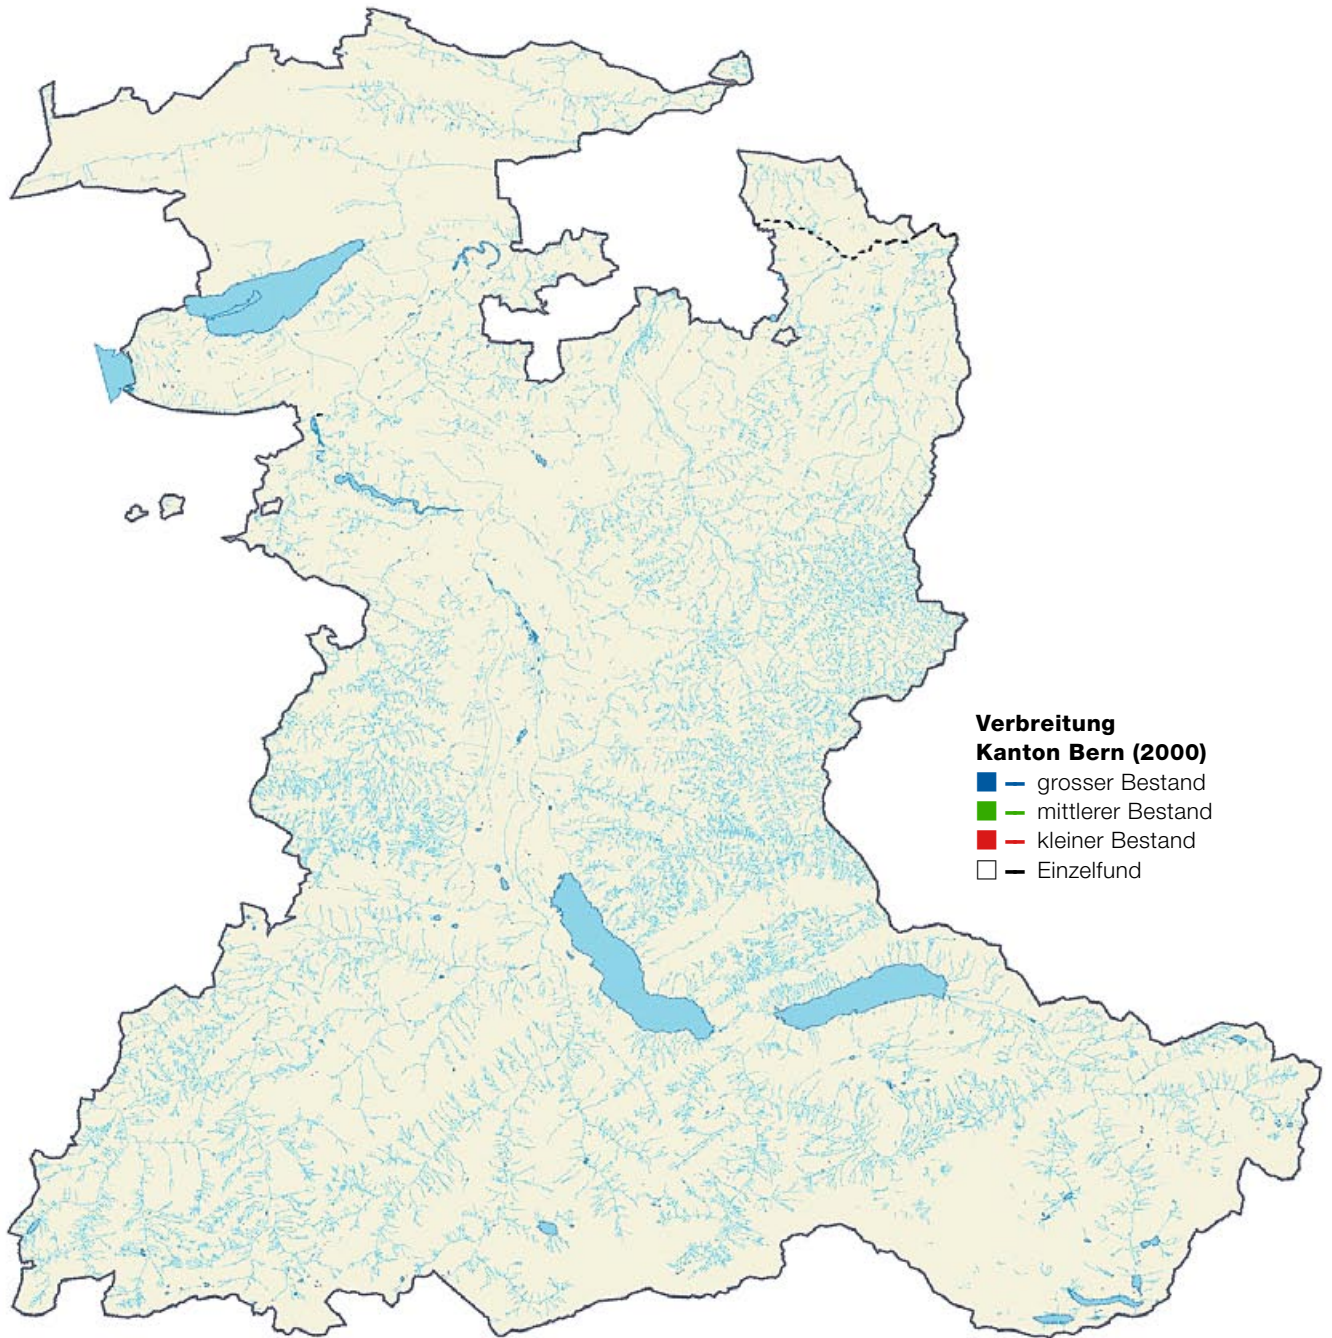 Verbreitung
Kanton Bern (2000)
grosser Bestand
mittlerer Bestand
kleiner Bestand
Einzelfund